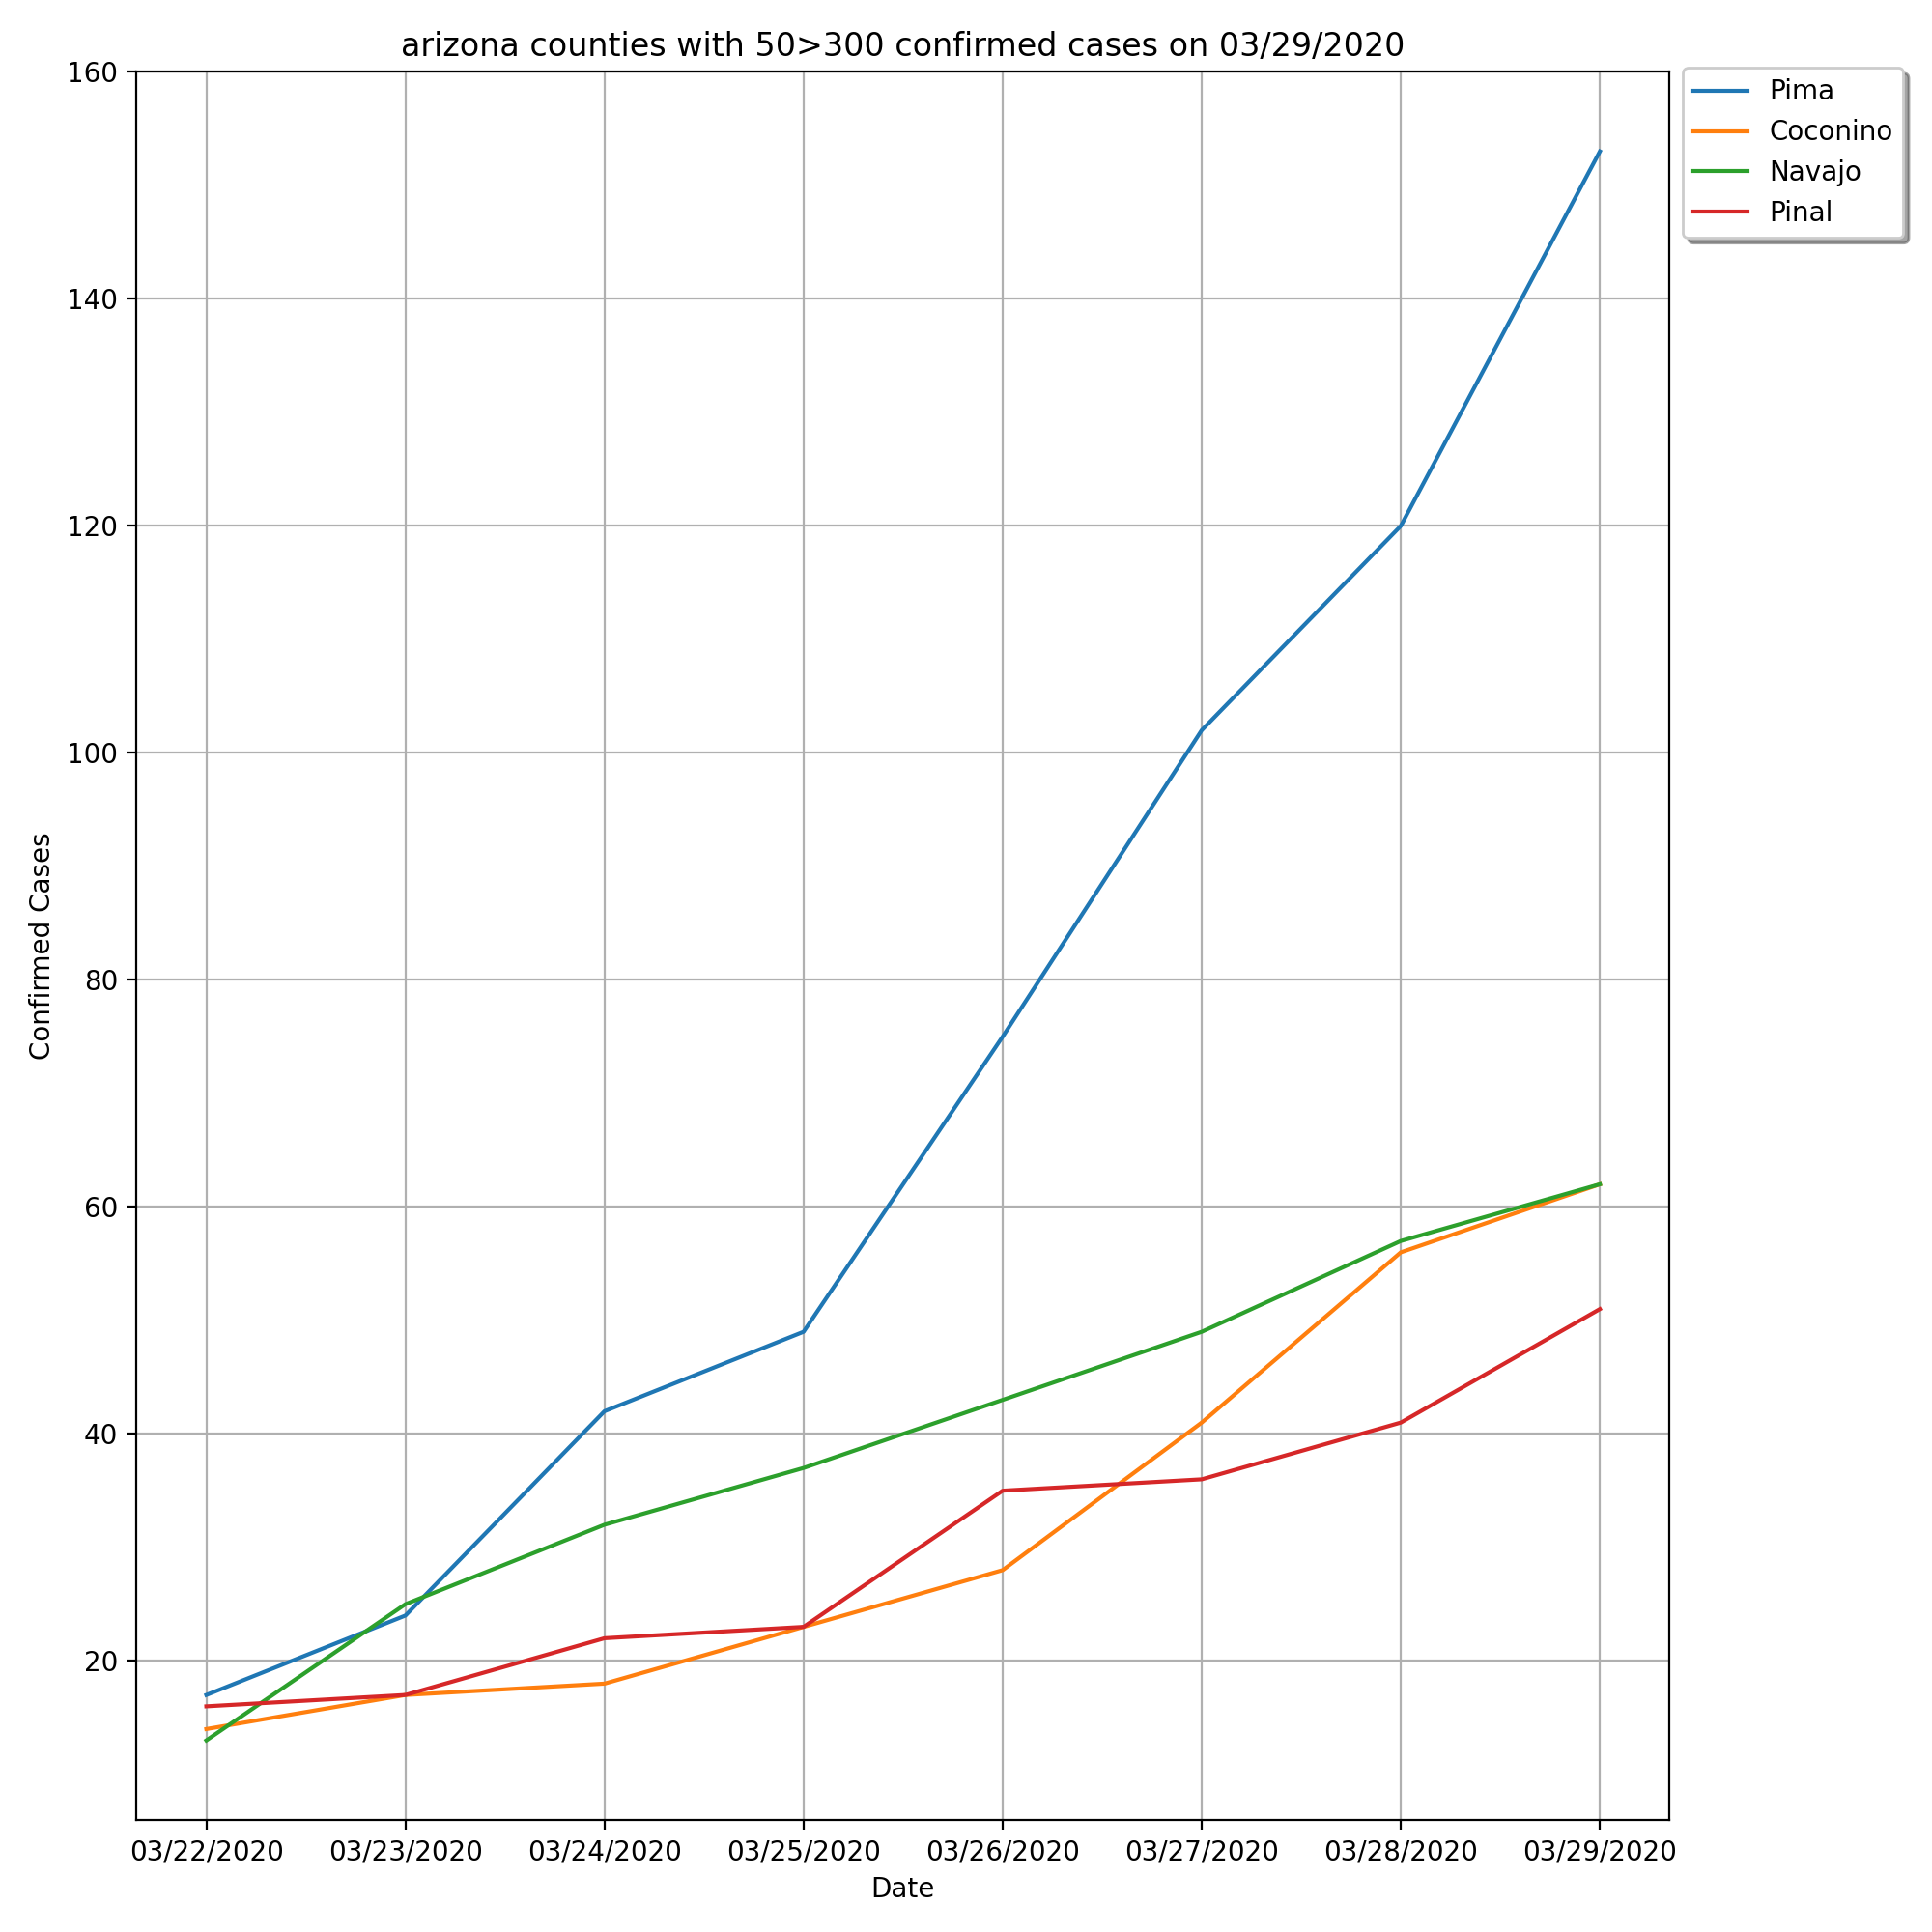 arizona counties with 50>300 confirmed cases on 03/29/2020
160
140
120
100
80
60
40
20
Confirmed Cases
03/22/2020 03/23/2020 03/24/2020 03/25/2020 03/26/2020 03/27/2020 03/28/2020 03/29/2020
Date
Pima
Coconino
Navajo
Pinal